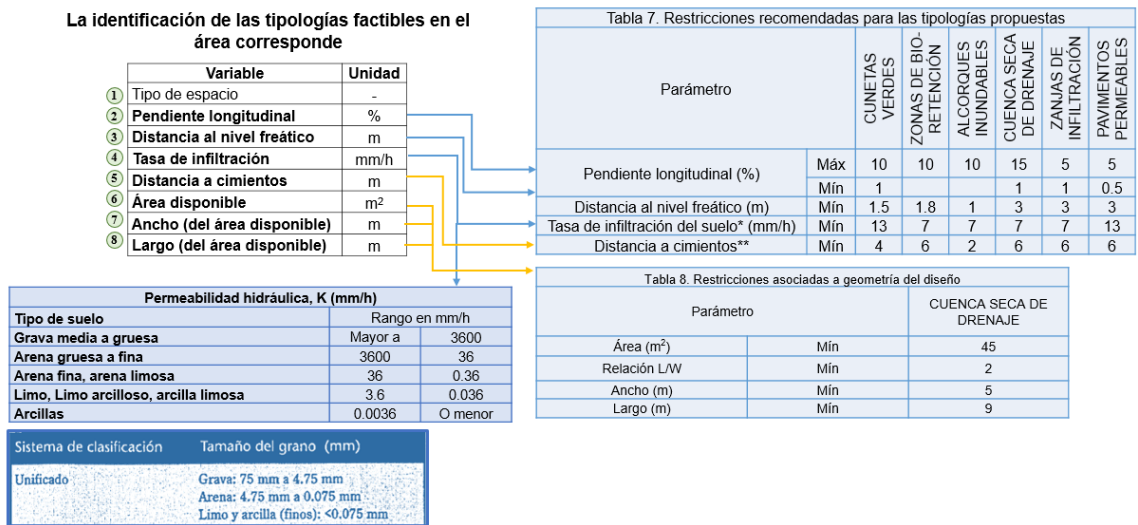 La identificación de las tipologías factibles en el
área corresponde
Variable Unidad
1 Tipo de espacio -
2 Pendiente longitudinal %
3 Distancia al nivel freático m
4 Tasa de infiltración mm/h
5 Distancia a cimientos m
6 Área disponible m²
7 Ancho (del área disponible) m
8 Largo (del área disponible) m
Tabla 7. Restricciones recomendadas para las tipologías propuestas
Parámetro
CUNETAS
VERDES
ZONAS DE BIO-
RETENCIÓN
ALCORQUES
INUNDABLES
CUENCA SECA
DE DRENAJE
ZANJAS DE
INFILTRACIÓN
PAVIMENTOS
PERMEABLES
Pendiente longitudinal (%) Máx 10 10 10 15 5 5
Mín 1 1 1 0.5
Distancia al nivel freático (m) Mín 1.5 1.8 1 3 3 3
Tasa de infiltración del suelo* (mm/h) Mín 13 7 7 7 7 13
Distancia a cimientos** Mín 4 6 2 6 6 6
Permeabilidad hidráulica, K (mm/h)
Tipo de suelo Rango en mm/h
Grava media a gruesa Mayor a 3600
Arena gruesa a fina 3600 36
Arena fina, arena limosa 36 0.36
Limo, Limo arcilloso, arcilla limosa 3.6 0.036
Arcillas 0.0036 O menor
Tabla 8. Restricciones asociadas a geometría del diseño
Parámetro CUENCA SECA DE
DRENAJE
Área (m²) Mín 45
Relación L/W Mín 2
Ancho (m) Mín 5
Largo (m) Mín 9
Sistema de clasificación Tamaño del grano (mm)
Unificado Grava: 75 mm a 4.75 mm
Arena: 4.75 mm a 0.075 mm
Limo y arcilla (finos): <0.075 mm